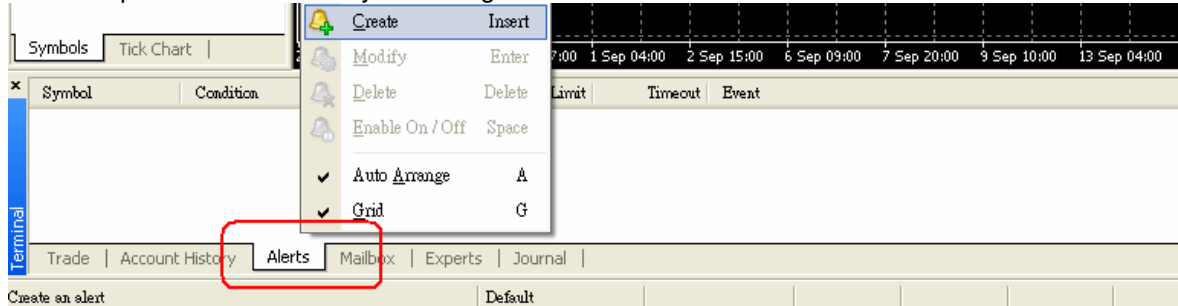 Create Insert
Symbols Tick Chart
7:00 1 Sep 04:00 2 Sep 15:00 6 Sep 09:00 7 Sep 20:00 9 Sep 10:00 13 Sep 04:00
Modify Enter
Symbol Condition Limit Timeout Event
Delete Delete
Enable On / Off Space
Auto Arrange A
Grid G
Terminal
Trade Account History Alerts Mailbox Experts Journal
Create an alert Default